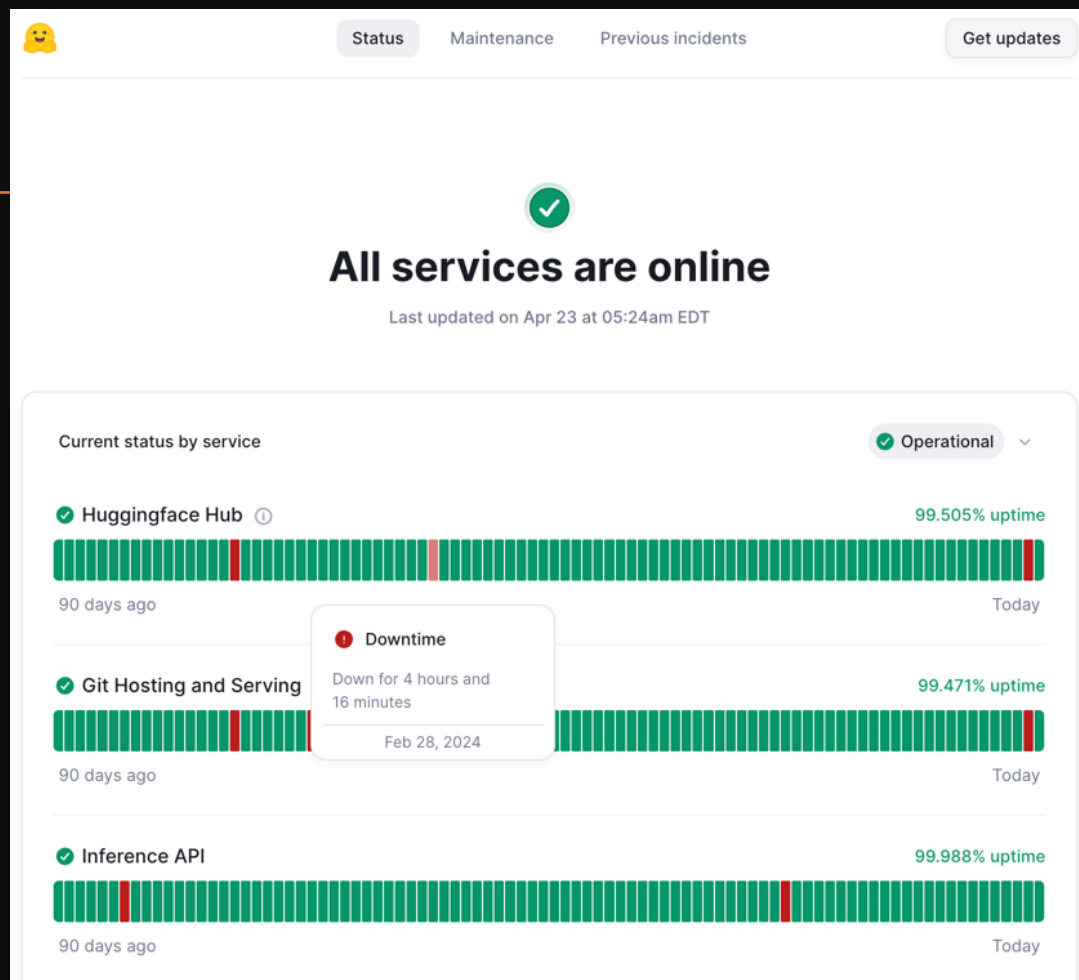 Status Maintenance Previous incidents Get updates
All services are online
Last updated on Apr 23 at 05:24am EDT
Current status by service Operational
Huggingface Hub 99.505% uptime
90 days ago Today
Downtime
Down for 4 hours and
16 minutes
Feb 28, 2024
Git Hosting and Serving 99.471% uptime
90 days ago Today
Inference API 99.988% uptime
90 days ago Today